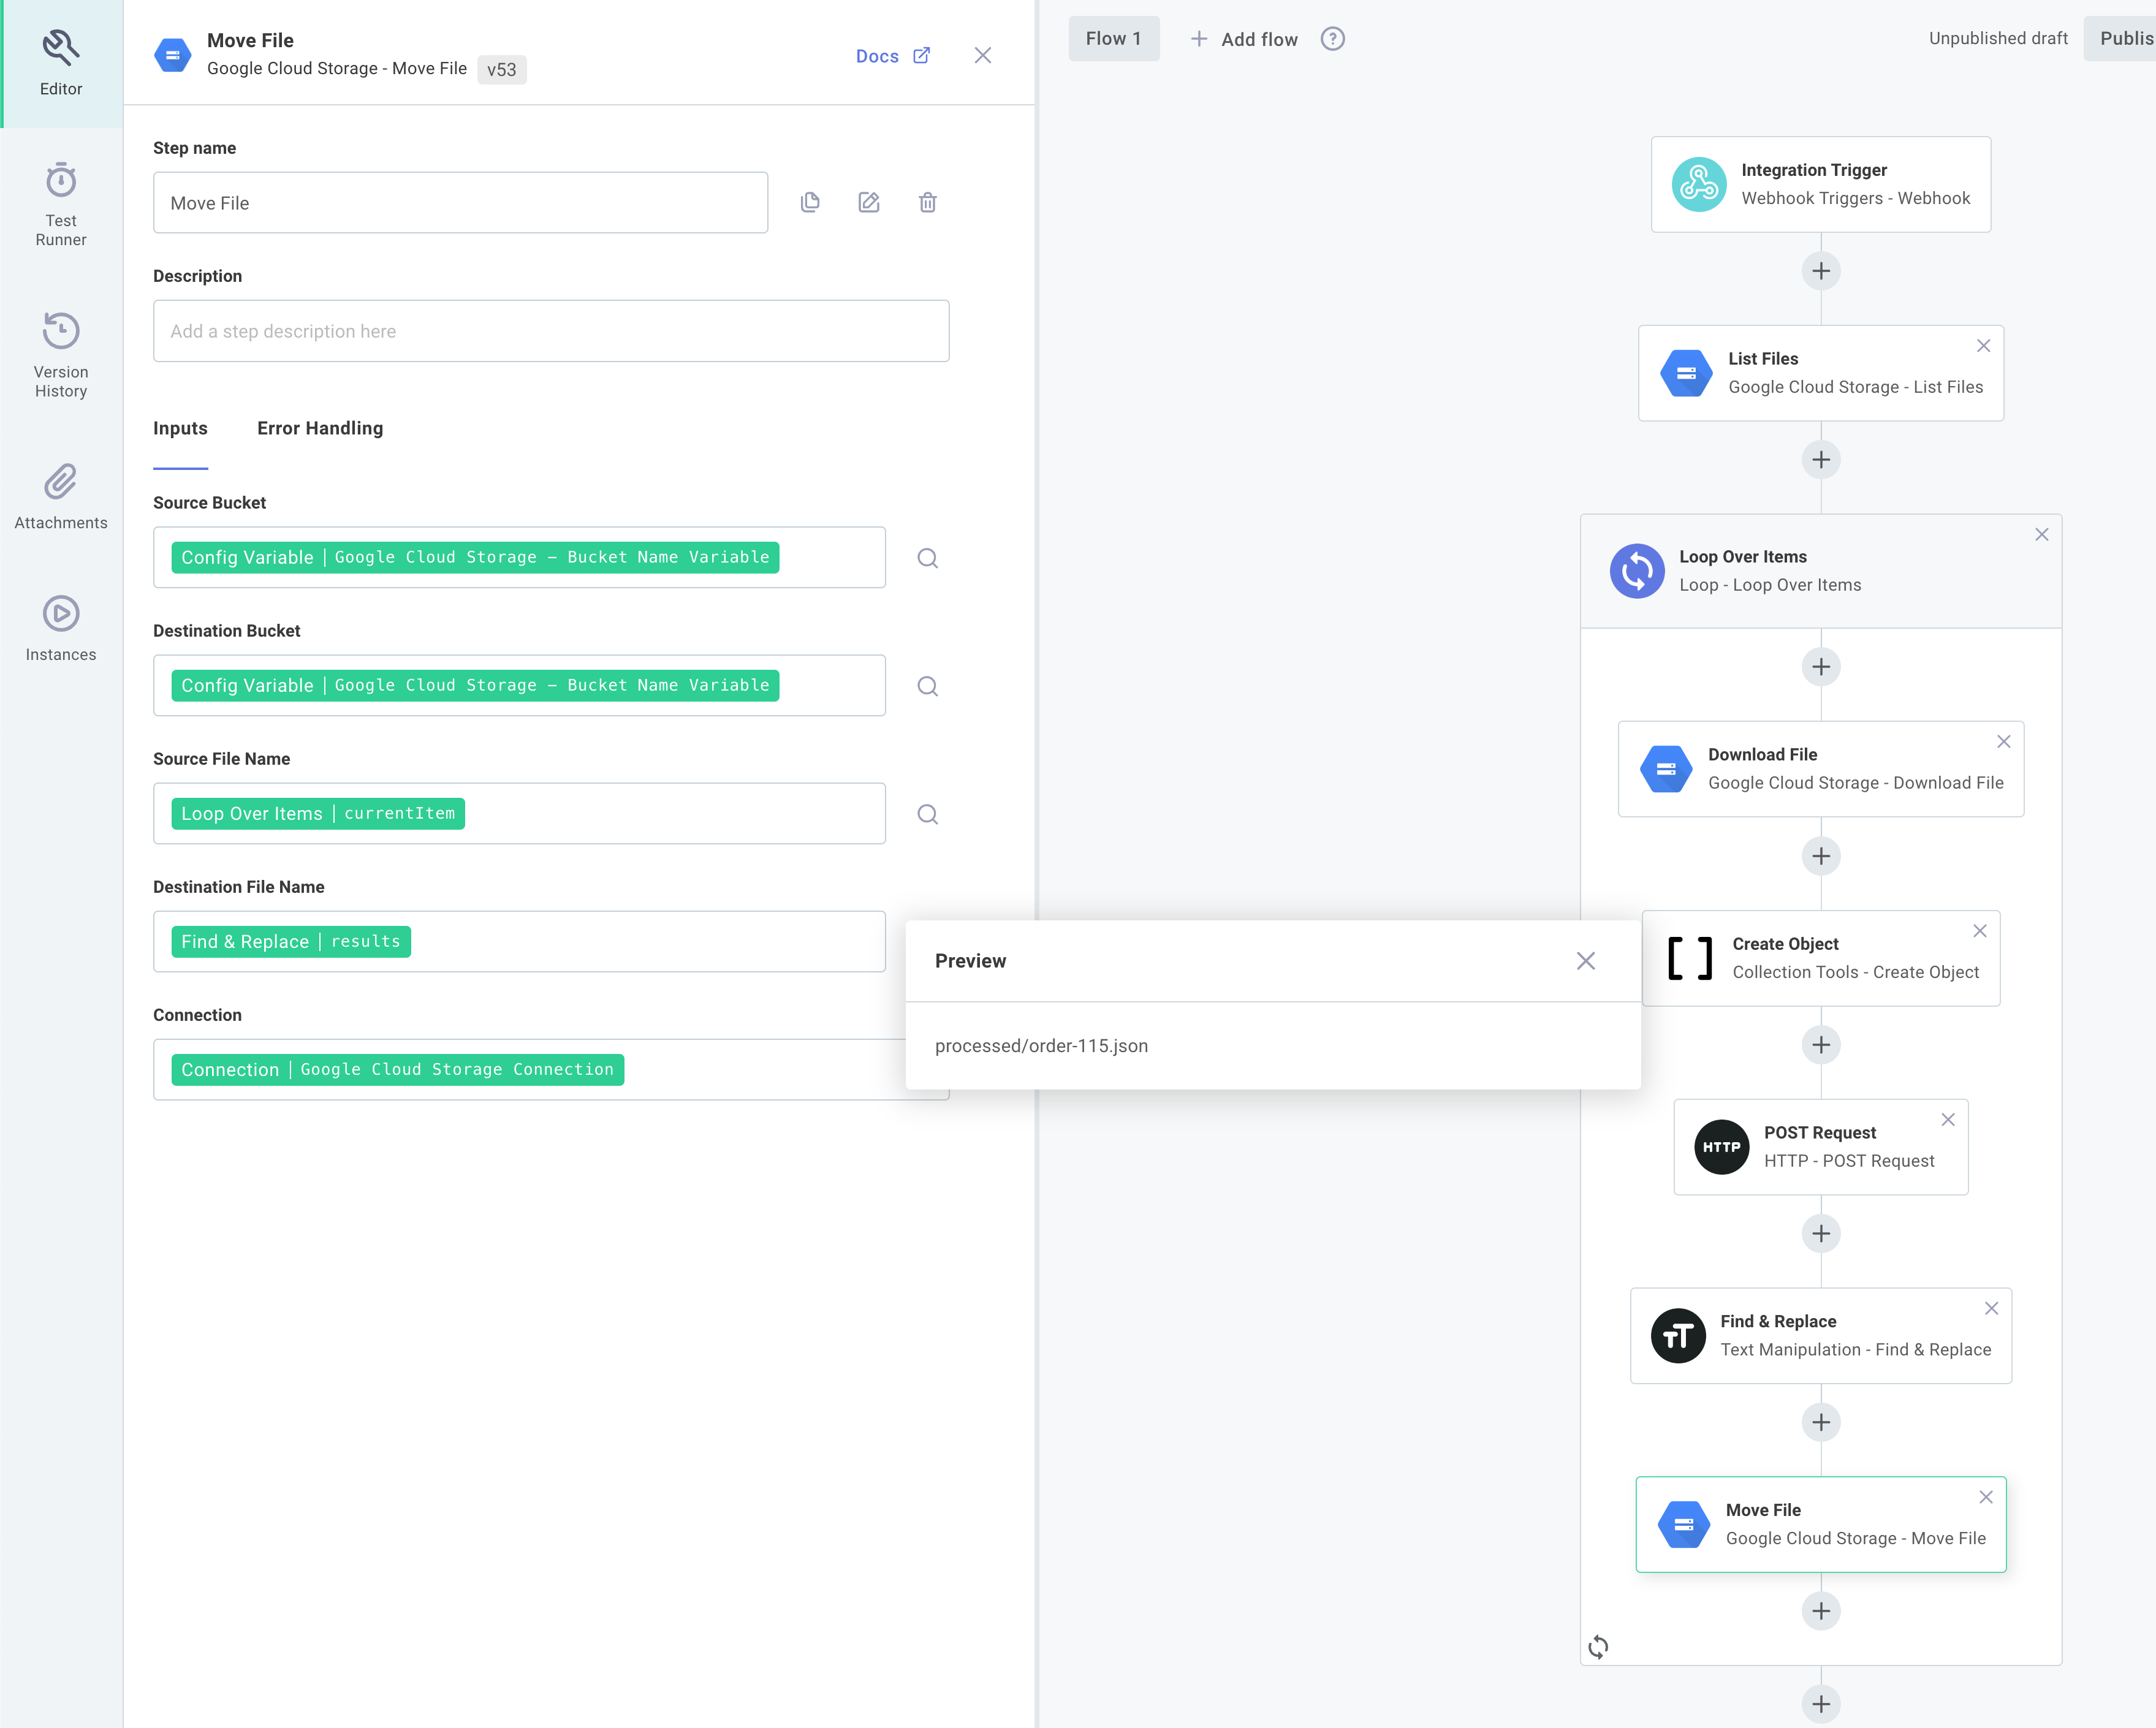 Editor
Test
Runner
Version
History
Attachments
Instances
Move File
Google Cloud Storage - Move File v53
Docs
Step name
Move File
Description
Add a step description here
Inputs Error Handling
Source Bucket
Config Variable | Google Cloud Storage – Bucket Name Variable
Destination Bucket
Config Variable | Google Cloud Storage – Bucket Name Variable
Source File Name
Loop Over Items | currentItem
Destination File Name
Find & Replace | results
Connection
Connection | Google Cloud Storage Connection
Preview
processed/order-115.json
Flow 1 + Add flow ?
Unpublished draft Publis
Integration Trigger
Webhook Triggers - Webhook
List Files
Google Cloud Storage - List Files
Loop Over Items
Loop - Loop Over Items
Download File
Google Cloud Storage - Download File
[ ] Create Object
Collection Tools - Create Object
HTTP
POST Request
HTTP - POST Request
TT
Find & Replace
Text Manipulation - Find & Replace
Move File
Google Cloud Storage - Move File